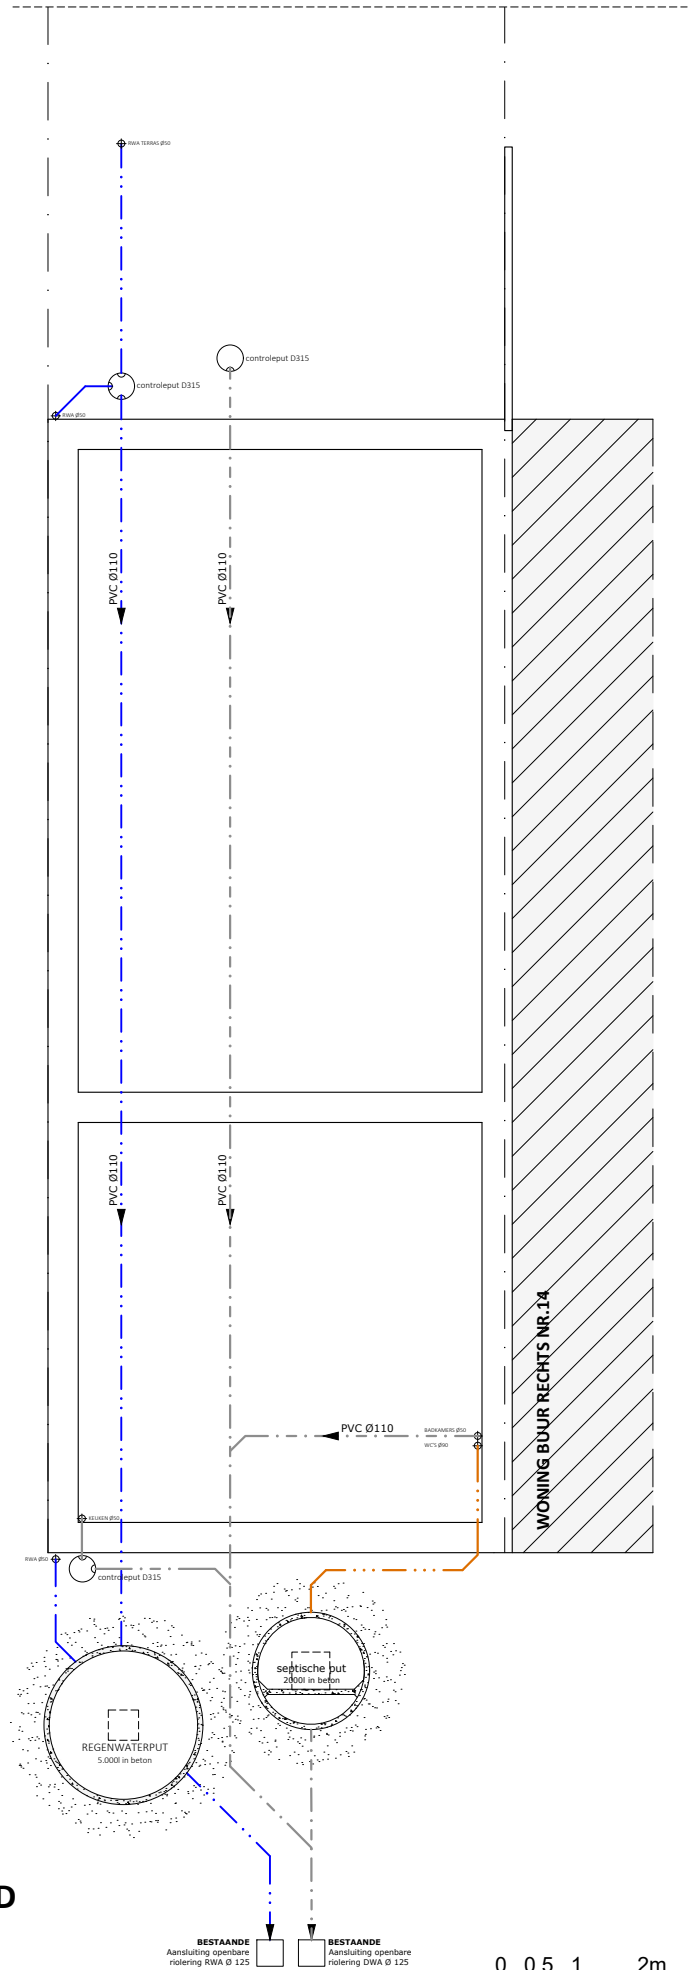 RWA TERRAS Ø50
controleput D315
controleput D315
RWA Ø50
PVC Ø110
PVC Ø110
PVC Ø110
PVC Ø110
WONING BUUR RECHTS NR.14
PVC Ø110
BADKAMERS Ø50
WC'S Ø90
KEUKEN Ø50
RWA Ø50
controleput D315
septische put
2000l in beton
REGENWATERPUT
5.000l in beton
D
BESTAANDE
Aansluiting openbare
riolering RWA Ø 125
BESTAANDE
Aansluiting openbare
riolering DWA Ø 125
0 0.5 1 2m